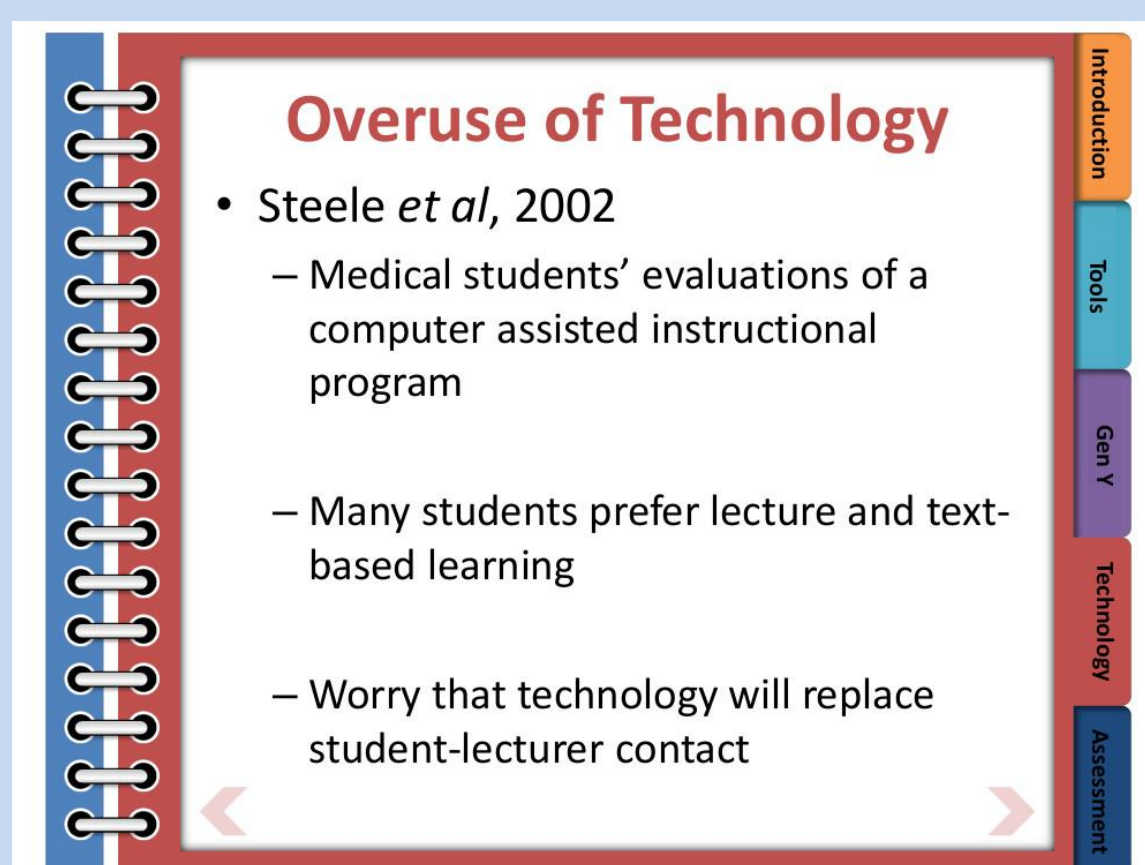 Overuse of Technology
• Steele et al, 2002
– Medical students’ evaluations of a
computer assisted instructional
program
– Many students prefer lecture and text-
based learning
– Worry that technology will replace
student-lecturer contact
Introduction
Tools
Gen Y
Technology
Assessment